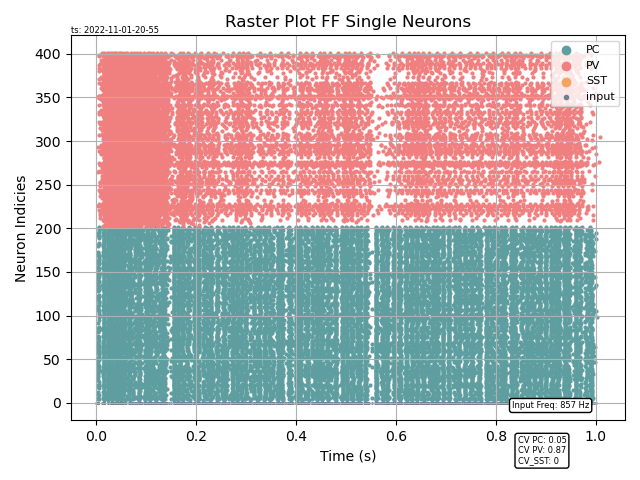 Raster Plot FF Single Neurons
ts: 2022-11-01-20-55
PC
PV
SST
input
400
350
300
250
200
150
100
50
0
Neuron Indicies
Input Freq: 857 Hz
0.0 0.2 0.4 0.6 0.8 1.0
Time (s)
CV PC: 0.05
CV PV: 0.87
CV_SST: 0